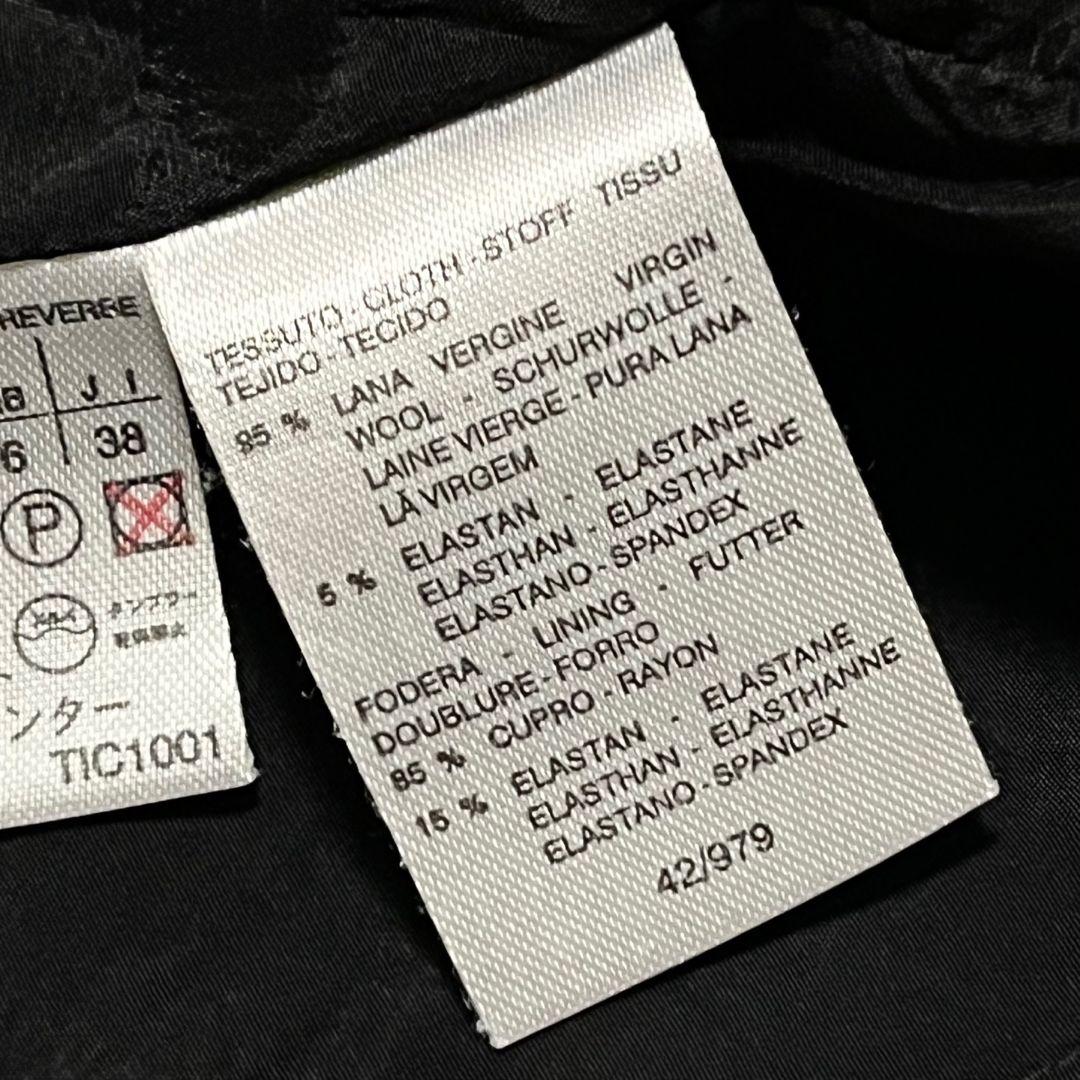 REVERSE
J I
6
38
P
タンブラー
乾燥禁止
ンター
TIC1001
TESSUTO - CLOTH - STOFF TISSU
TEJIDO - TECIDO
95 % LANA VERGINE VIRGIN
WOOL - SCHURWOLLE -
LAINE VIERGE - PURA LANA
LÃ VIRGEM
5 % ELASTAN - ELASTANE
ELASTHAN - ELASTHANNE
ELASTANO - SPANDEX
FODERA - LINING - FUTTER
DOUBLURE - FORRO
85 % CUPRO - RAYON
15 % ELASTAN - ELASTANE
ELASTHAN - ELASTHANNE
ELASTANO - SPANDEX
42/979